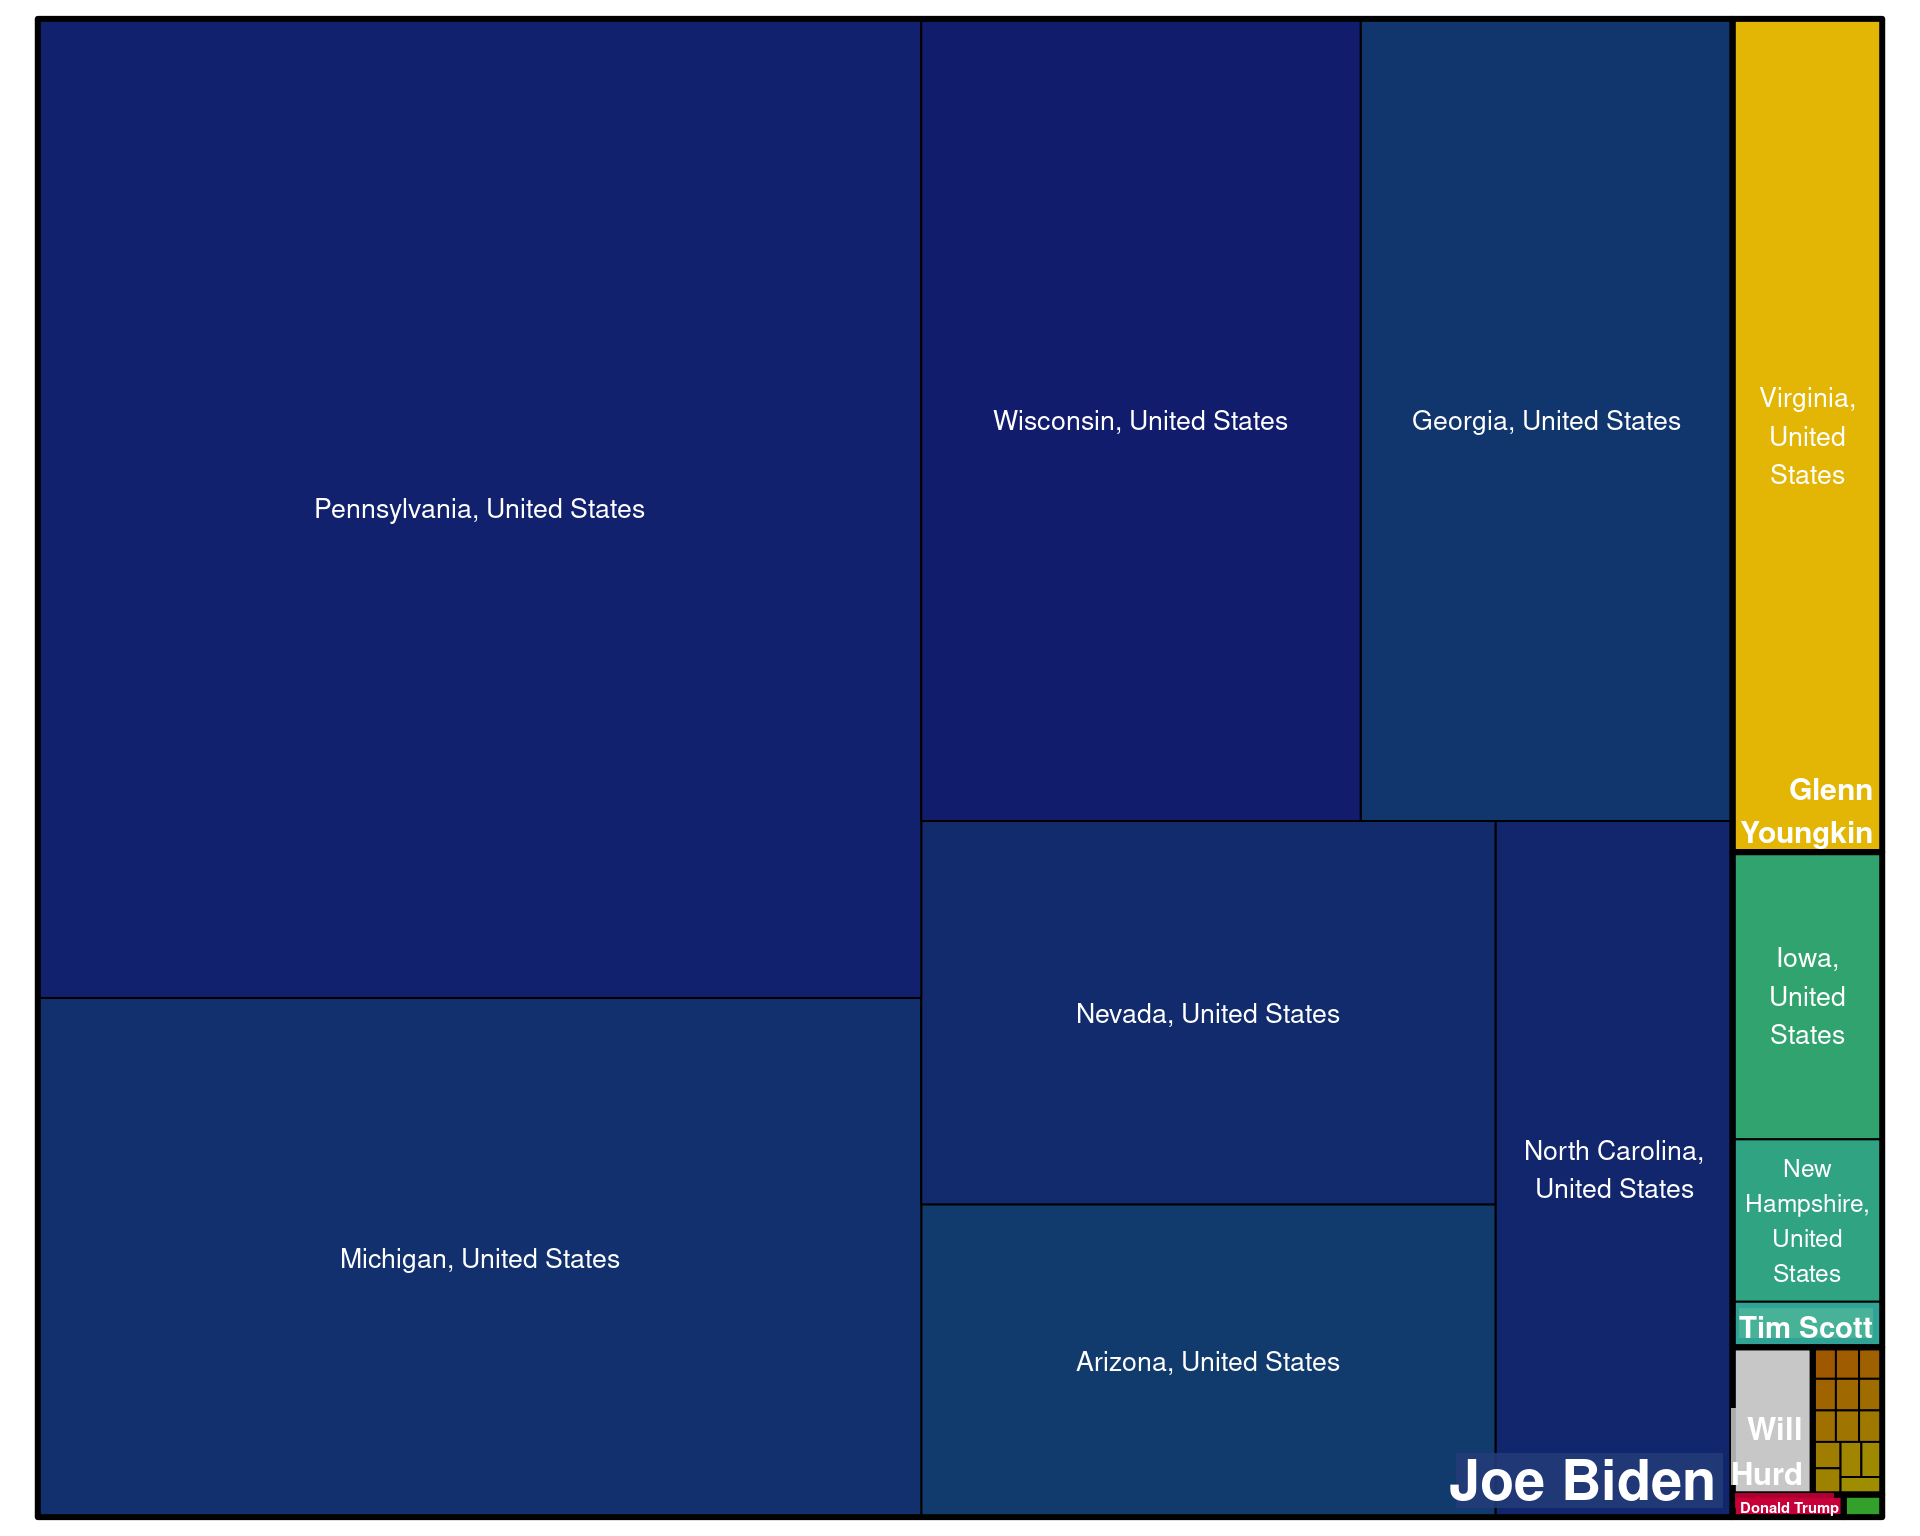 Pennsylvania, United States
Michigan, United States
Wisconsin, United States
Georgia, United States
Nevada, United States
Arizona, United States
North Carolina,
United States
Joe Biden
Virginia,
United
States
Glenn
Youngkin
Iowa,
United
States
New
Hampshire,
United
States
Tim Scott
Will
Hurd
Donald Trump